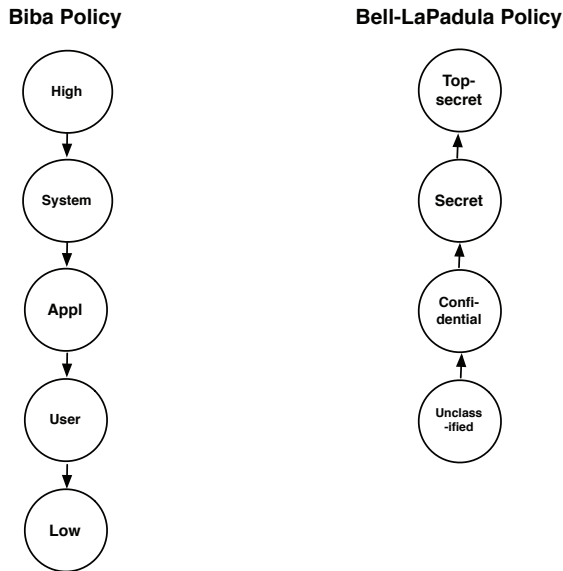 Biba Policy
High
System
Appl
User
Low
Bell-LaPadula Policy
Top-
secret
Secret
Confi-
dential
Unclass
-ified